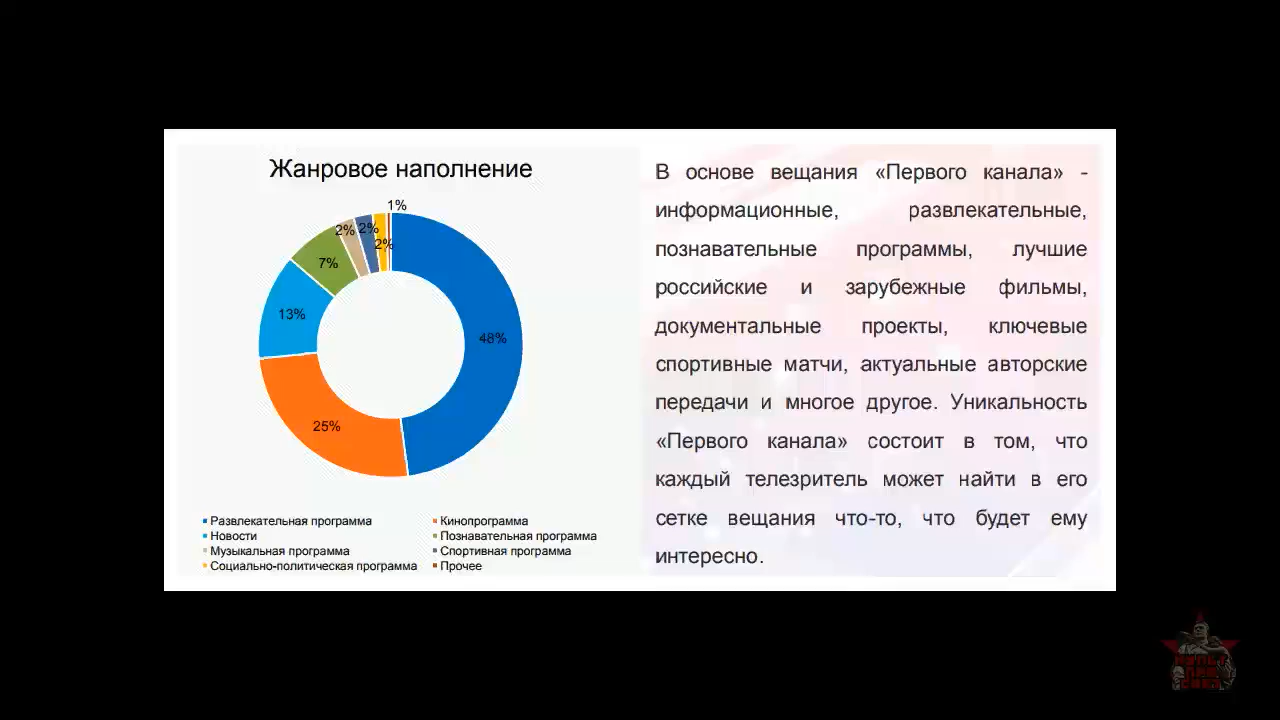 Жанровое наполнение
1%
2%
2%
2%
7%
13%
48%
25%
Развлекательная программа
Кинопрограмма
Новости
Познавательная программа
Музыкальная программа
Спортивная программа
Социально-политическая программа
Прочее
В основе вещания «Первого канала» -
информационные, развлекательные,
познавательные программы, лучшие
российские и зарубежные фильмы,
документальные проекты, ключевые
спортивные матчи, актуальные авторские
передачи и многое другое. Уникальность
«Первого канала» состоит в том, что
каждый телезритель может найти в его
сетке вещания что-то, что будет ему
интересно.